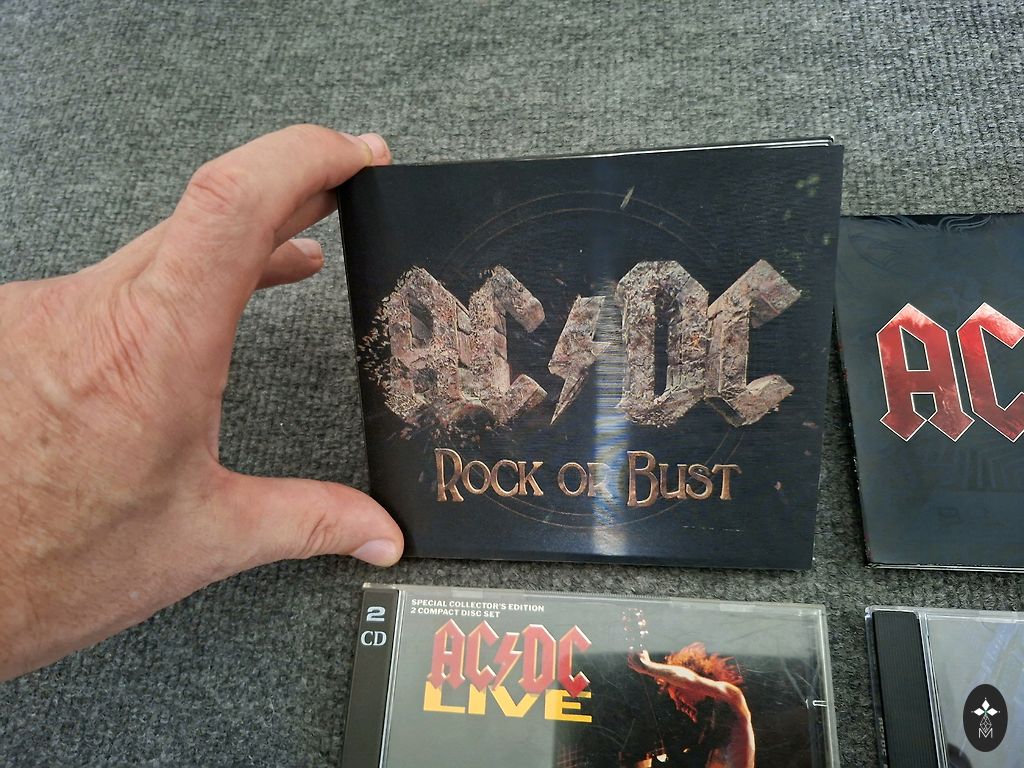 AC⚡DC
ROCK OR BUST
AC
2
CD
SPECIAL COLLECTOR'S EDITION
2 COMPACT DISC SET
AC⚡DC
LIVE
M